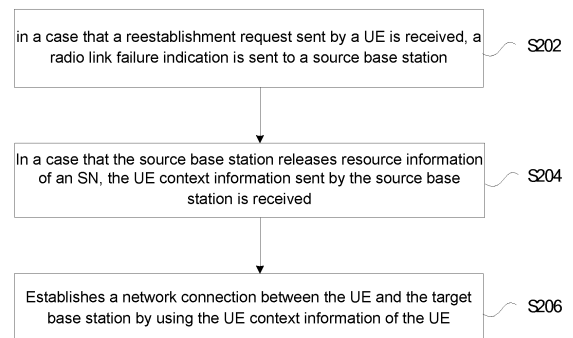 in a case that a reestablishment request sent by a UE is received, a
radio link failure indication is sent to a source base station
S202
In a case that the source base station releases resource information
of an SN, the UE context information sent by the source base
station is received
S204
Establishes a network connection between the UE and the target
base station by using the UE context information of the UE
S206